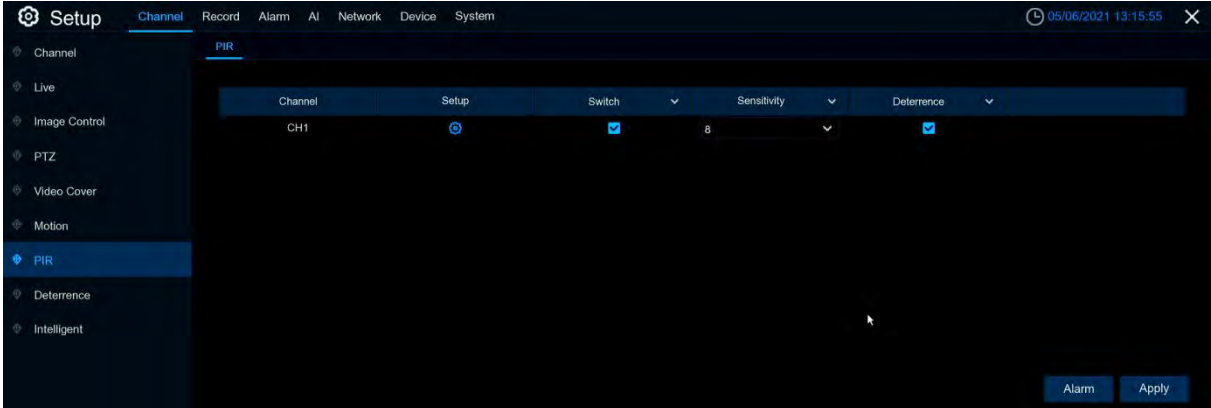 Setup Channel Record Alarm AI Network Device System 05/06/2021 13:15:55
Channel
PIR
Live
Image Control
PTZ
Video Cover
Motion
PIR
Deterrence
Intelligent
Channel Setup Switch Sensitivity Deterrence
CH1 8
Alarm Apply